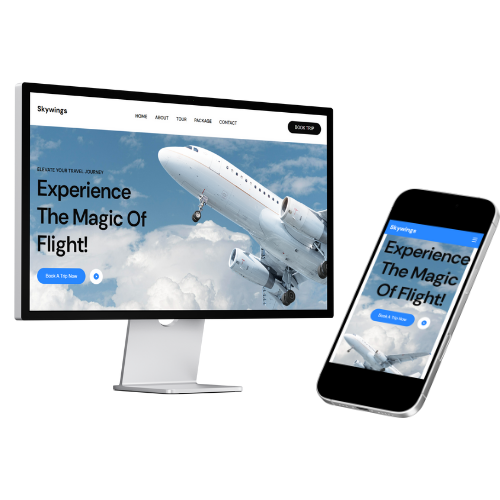 Skywings
HOME ABOUT TOUR PACKAGE CONTACT
BOOK TRIP
ELEVATE YOUR TRAVEL JOURNEY
Experience
The Magic Of
Flight!
Book A Trip Now
Skywings
Experience
The Magic
Of Flight!
Book A Trip Now